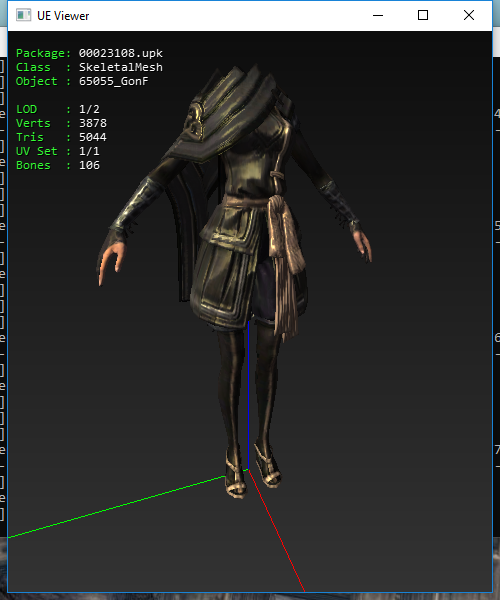 UE Viewer
Package: 00023108.upk
Class : SkeletalMesh
Object : 65055_GonF
LOD : 1/2
Verts : 3878
Tris : 5044
UV Set : 1/1
Bones : 106